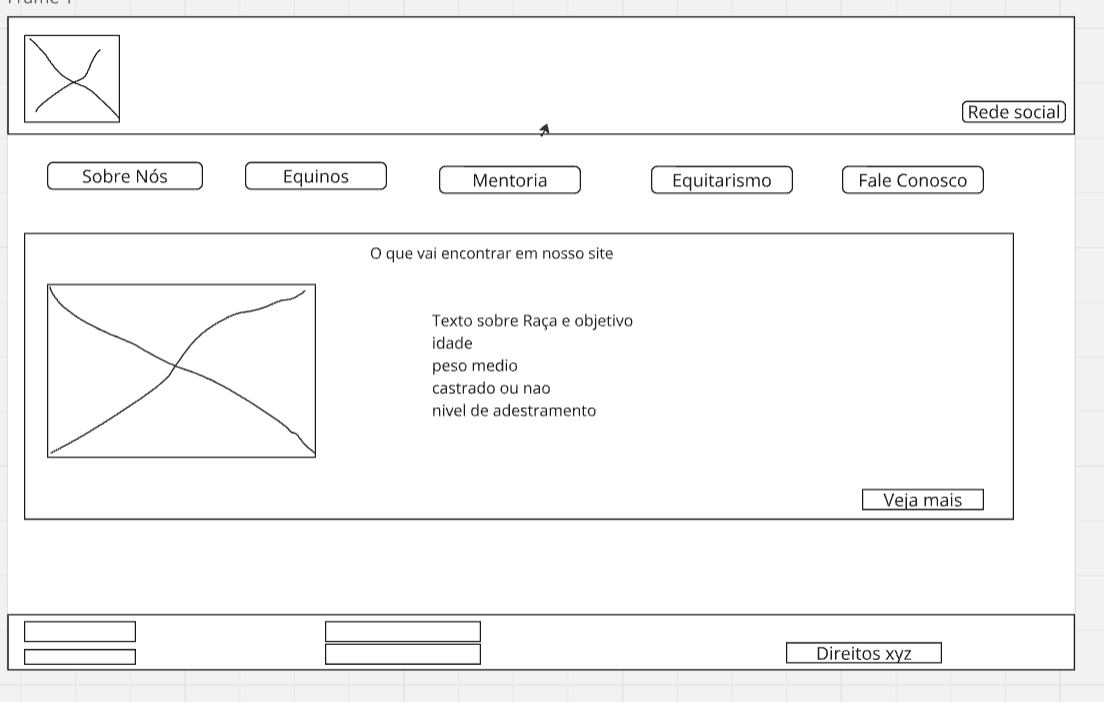 Rede social
Sobre Nós
Equinos
Mentoria
Equitarismo
Fale Conosco
O que vai encontrar em nosso site
Texto sobre Raça e objetivo
idade
peso medio
castrado ou nao
nivel de adestramento
Veja mais
Direitos xyz